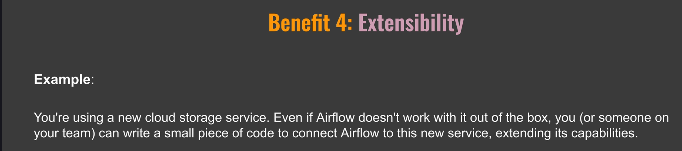 Benefit 4: Extensibility
Example:
You're using a new cloud storage service. Even if Airflow doesn't work with it out of the box, you (or someone on
your team) can write a small piece of code to connect Airflow to this new service, extending its capabilities.